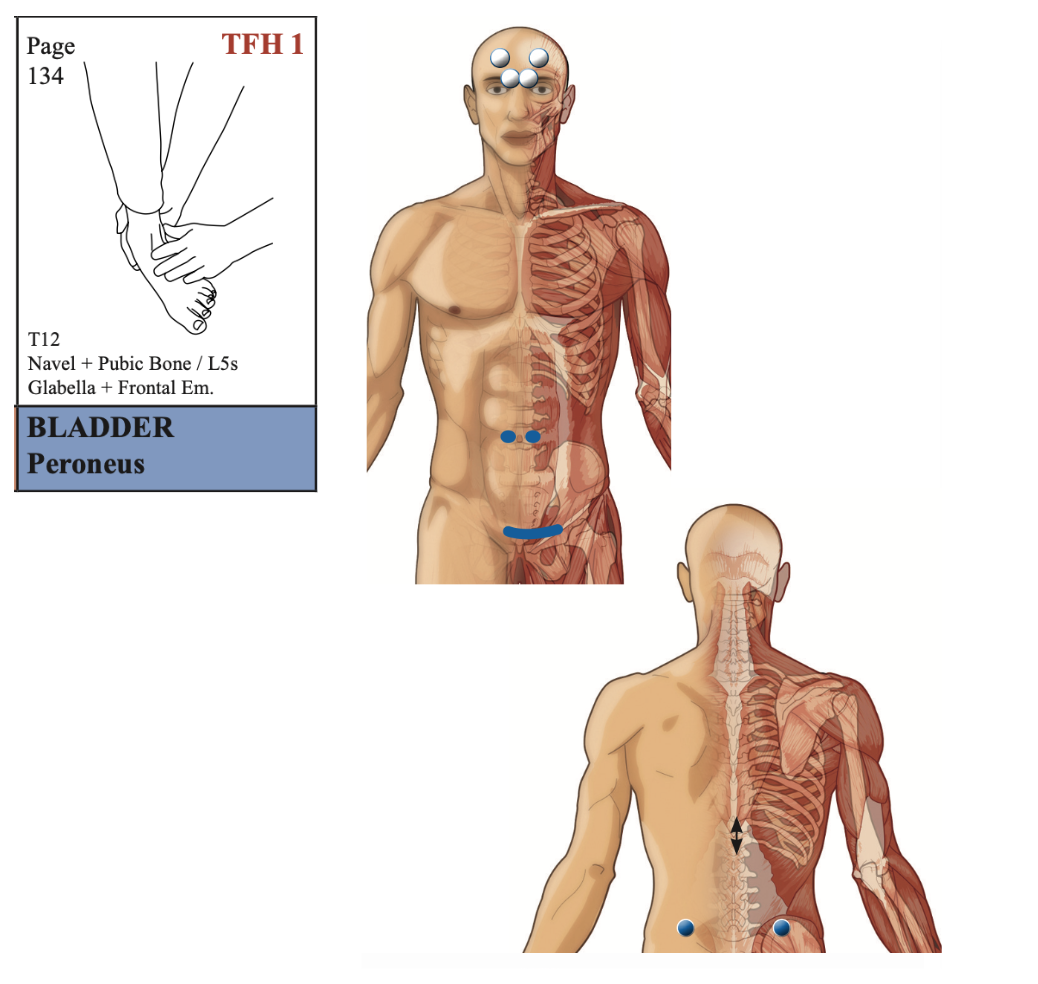 Page TFH 1
134
T12
Navel + Pubic Bone / L5s
Glabella + Frontal Em.
BLADDER
Peroneus